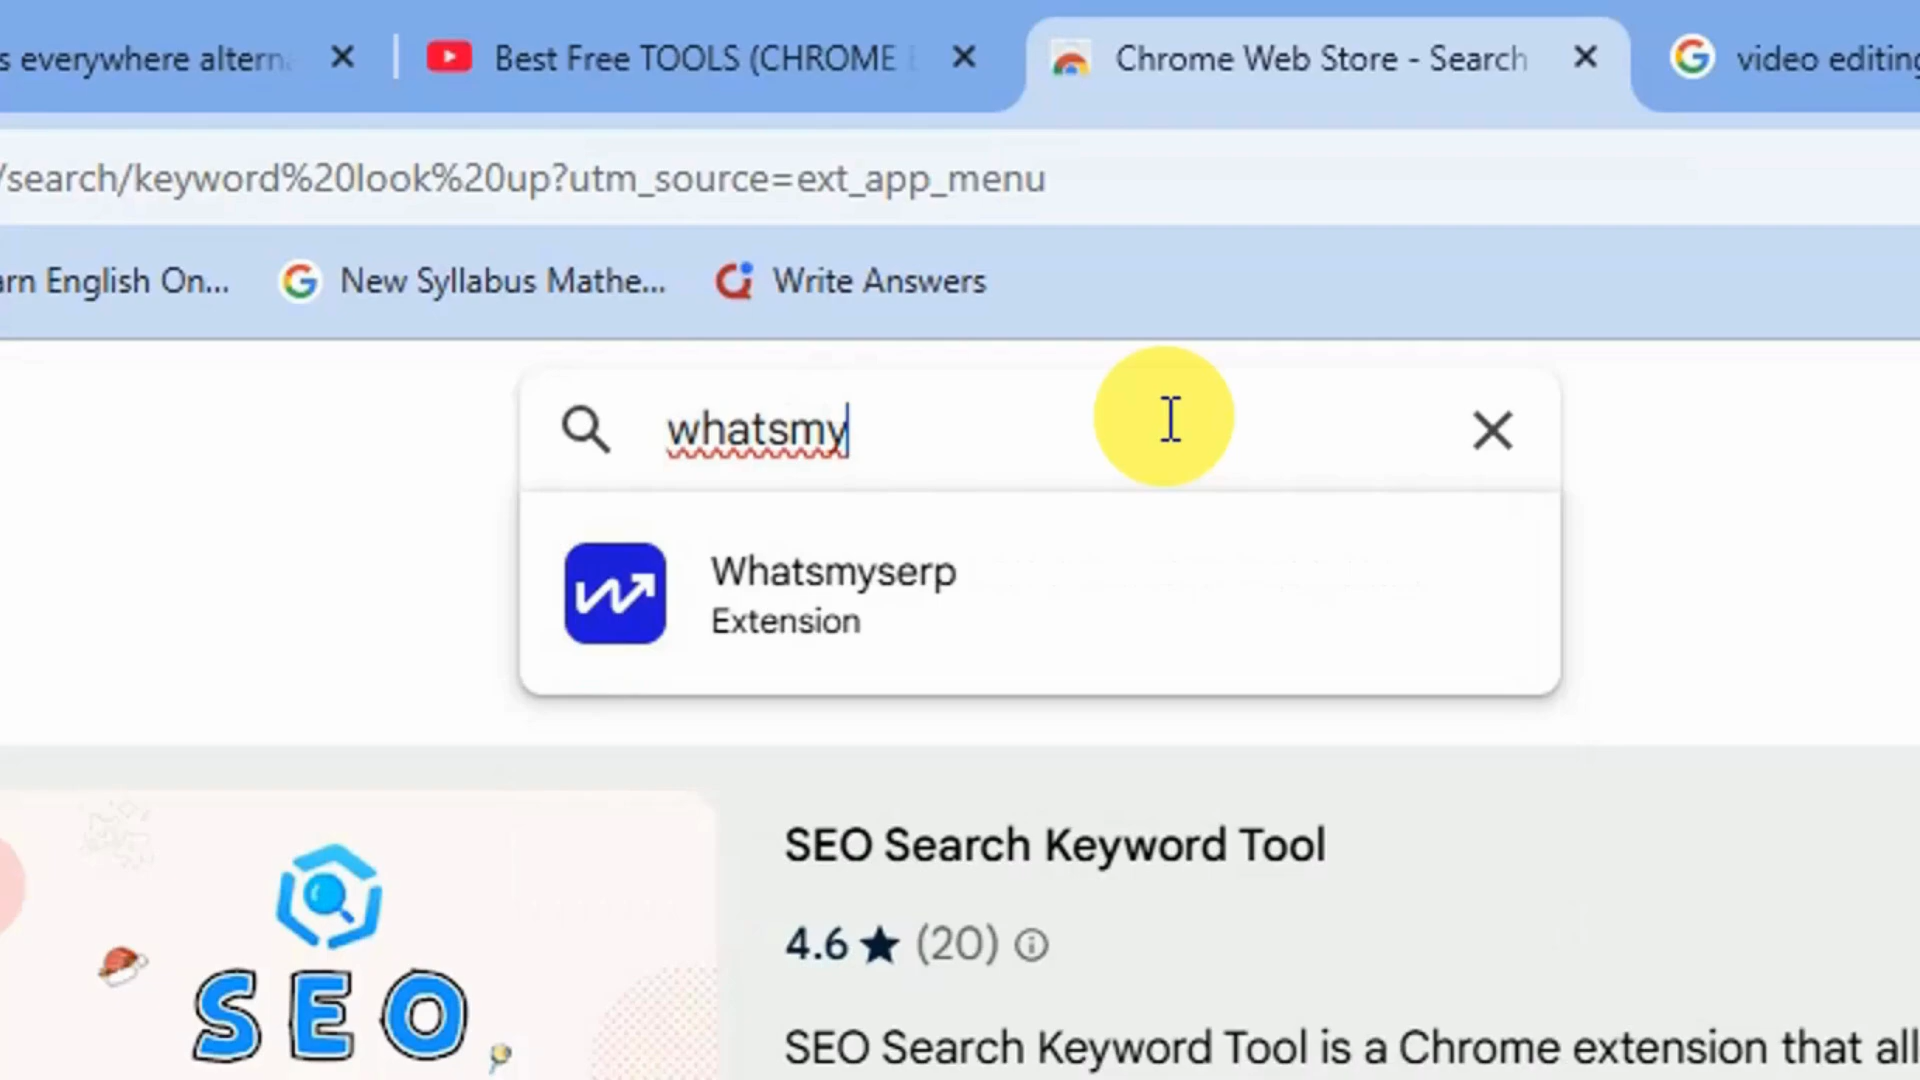 s everywhere altern
Best Free TOOLS (CHROME
Chrome Web Store - Search
video editing
/search/keyword%20look%20up?utm_source=ext_app_menu
arn English On...
New Syllabus Mathe...
Write Answers
whatsmy
Whatsmyserp
Extension
SEO Search Keyword Tool
4.6 ★ (20)
SEO
SEO Search Keyword Tool is a Chrome extension that all